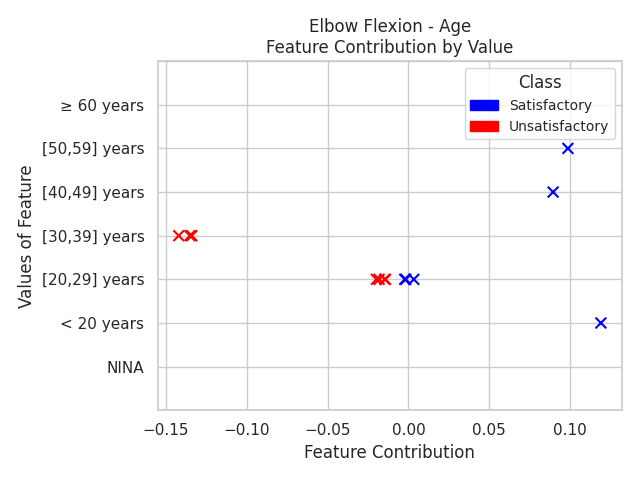 Elbow Flexion - Age
Feature Contribution by Value
Class
Satisfactory
Unsatisfactory
Values of Feature
≥ 60 years
[50,59] years
[40,49] years
[30,39] years
[20,29] years
< 20 years
NINA
−0.15 −0.10 −0.05 0.00 0.05 0.10
Feature Contribution